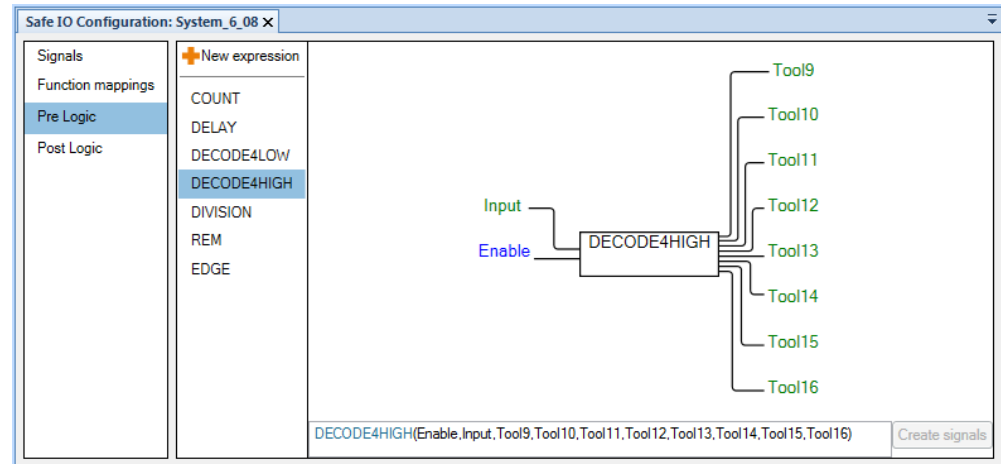 Safe IO Configuration: System_6_08 X
Signals
Function mappings
Pre Logic
Post Logic
New expression
COUNT
DELAY
DECODE4LOW
DECODE4HIGH
DIVISION
REM
EDGE
Input
Enable
DECODE4HIGH
Tool9
Tool10
Tool11
Tool12
Tool13
Tool14
Tool15
Tool16
DECODE4HIGH(Enable,Input,Tool9,Tool10,Tool11,Tool12,Tool13,Tool14,Tool15,Tool16)
Create signals